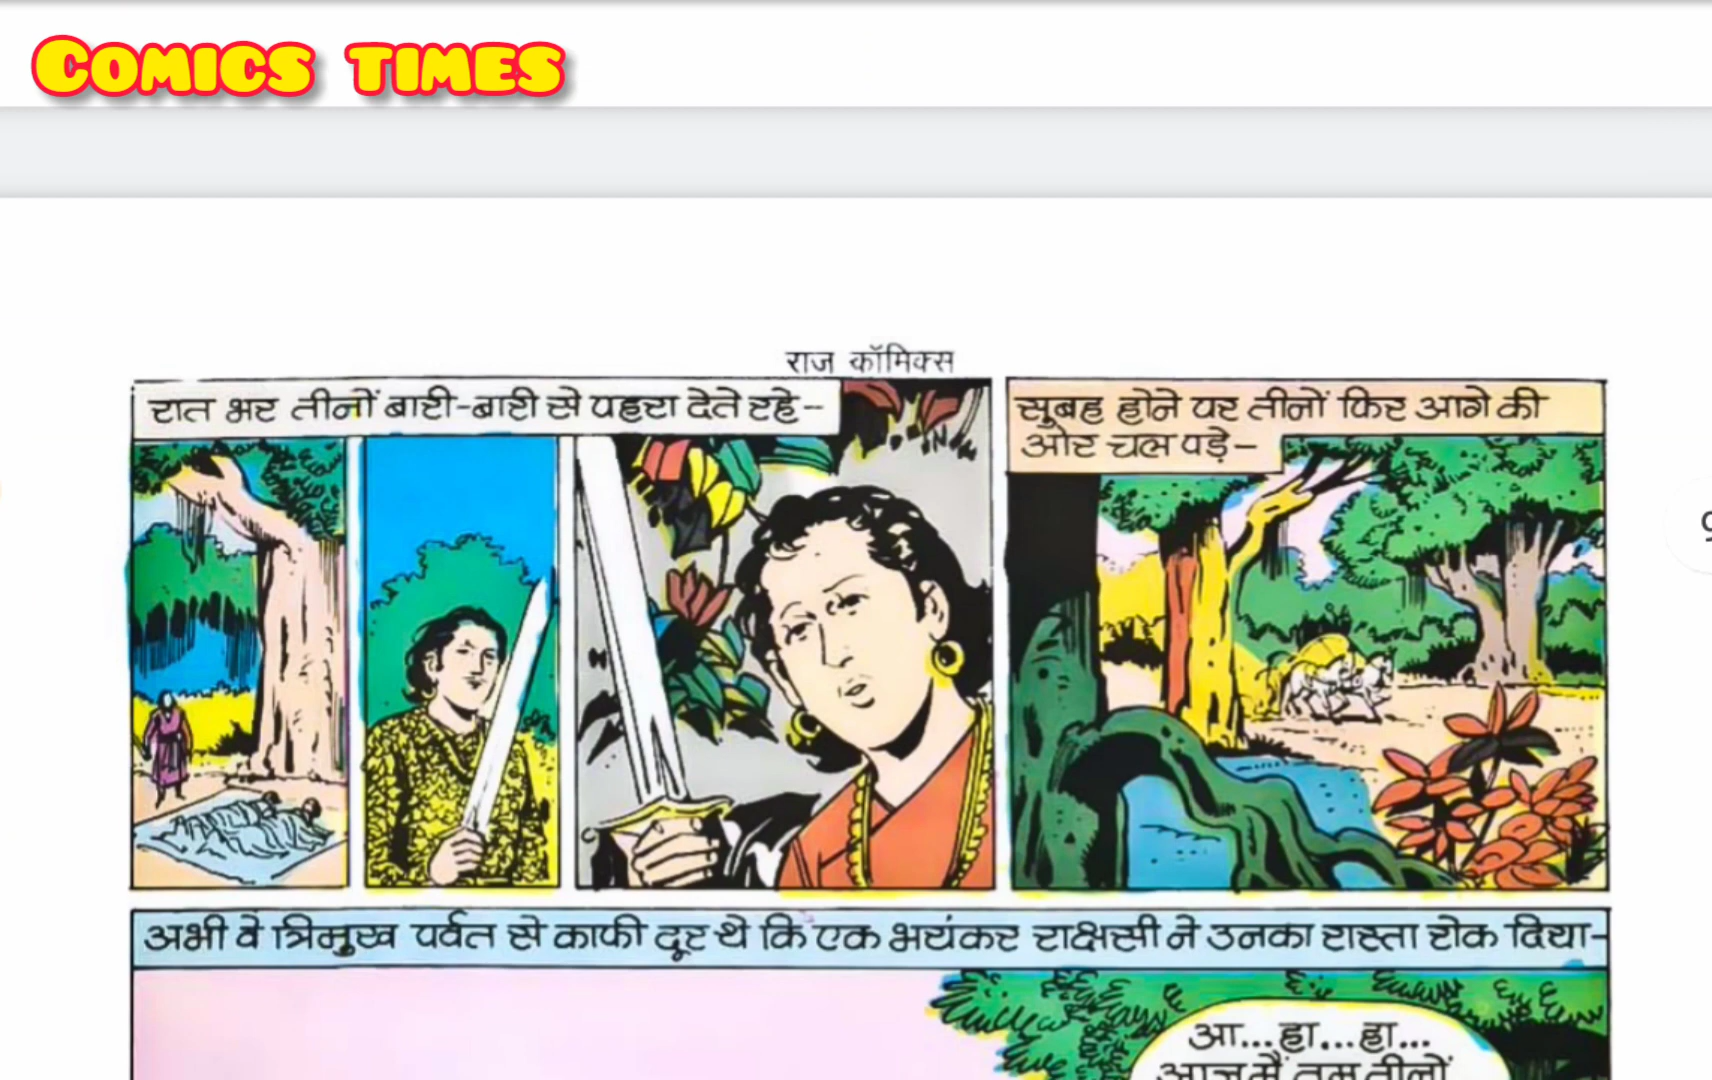 COMICS TIMES
राज कॉमिक्स
रात भर तीनों बारी-बारी से पहरा देते रहे-
सुबह होने पर तीनों फिर आगे की
ओर चल पड़े-
अभी वे त्रिमुख पर्वत से काफी दूर थे कि एक भयंकर राक्षसी ने उनका रास्ता रोक दिया-
आ...हा...हा...
आज मैं तुम तीनों